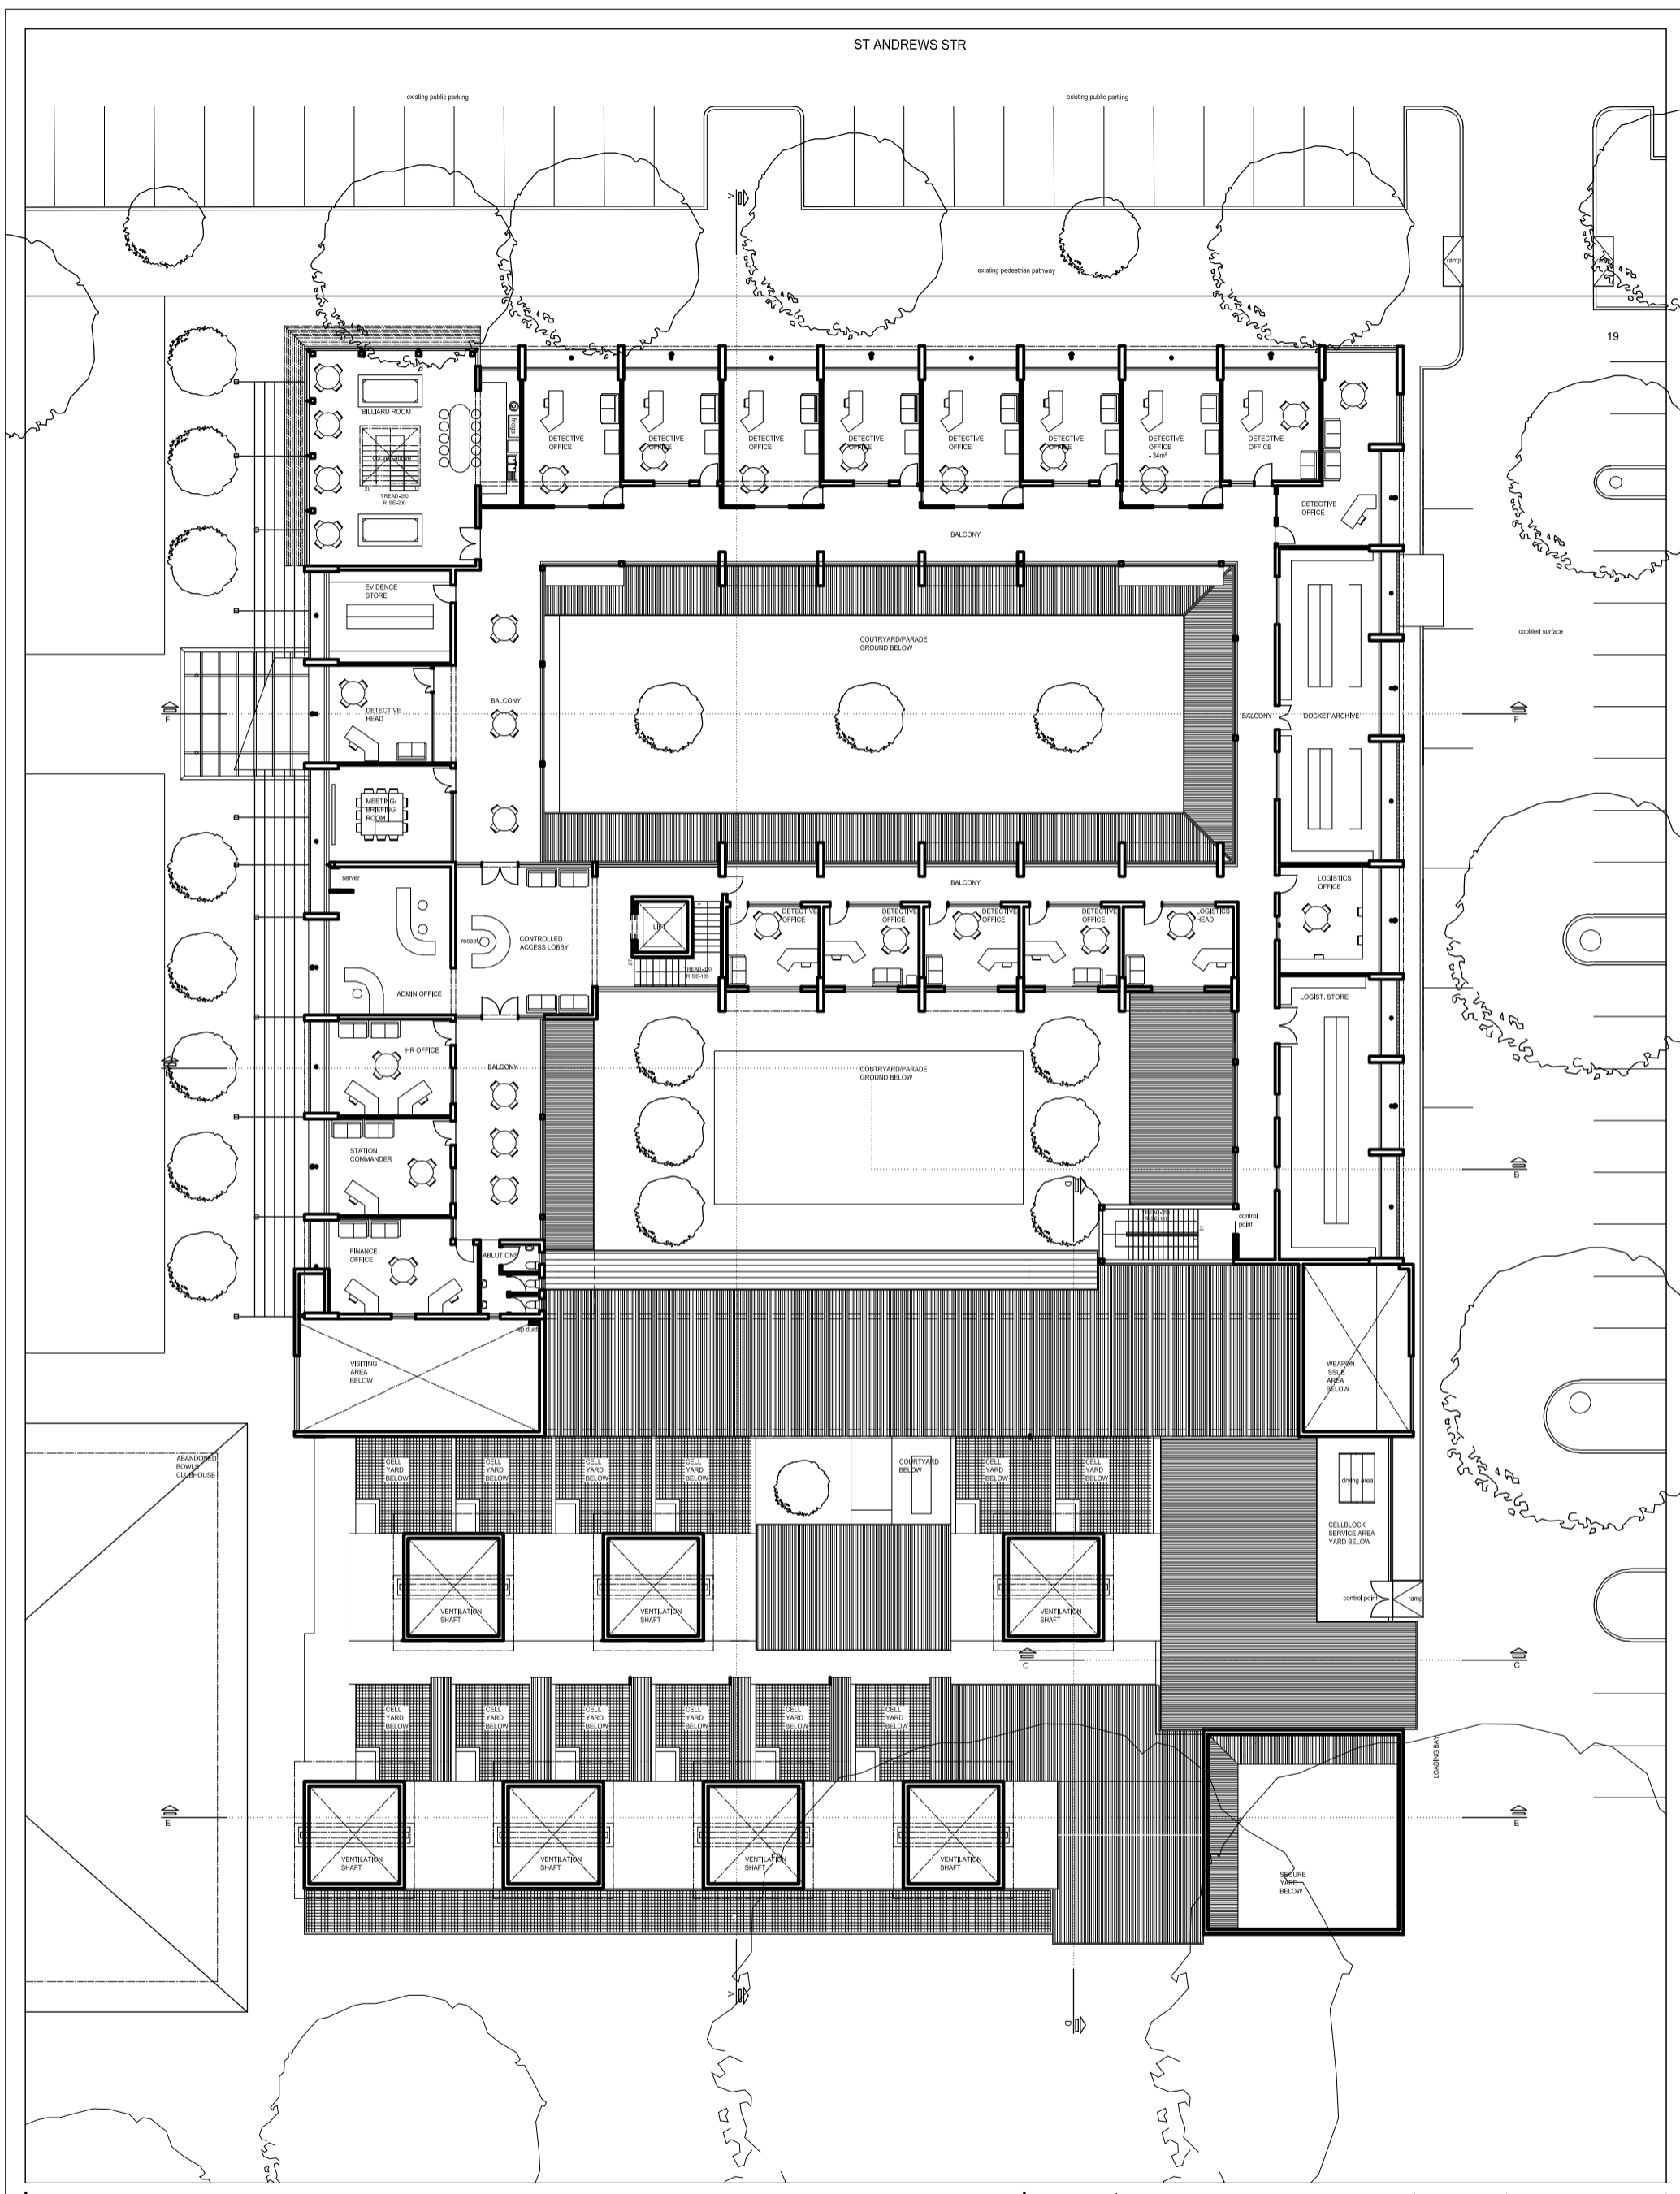 ST ANDREWS STR
existing public parking
existing public parking
A
existing pedestrian pathway
ramp
19
BILLIARD ROOM
20
TREAD=250
RISE=200
fridge
DETECTIVE
OFFICE
DETECTIVE
OFFICE
DETECTIVE
OFFICE
DETECTIVE
OFFICE
DETECTIVE
OFFICE
DETECTIVE
OFFICE
DETECTIVE
OFFICE
- 34m²
DETECTIVE
OFFICE
DETECTIVE
OFFICE
BALCONY
EVIDENCE
STORE
COUTRYARD/PARADE
GROUND BELOW
cobbled surface
F
DETECTIVE
HEAD
BALCONY
BALCONY
DOCKET ARCHIVE
F
MEETING/
BRIEFING
ROOM
server
recept
CONTROLLED
ACCESS LOBBY
ADMIN OFFICE
BALCONY
DETECTIVE
OFFICE
DETECTIVE
OFFICE
DETECTIVE
OFFICE
DETECTIVE
OFFICE
LOGISTICS
HEAD
LOGISTICS
OFFICE
LOGIST. STORE
HR OFFICE
BALCONY
COUTRYARD/PARADE
GROUND BELOW
STATION
COMMANDER
B
D
control
point
21
FINANCE
OFFICE
ABLUTIONS
VISITING
AREA
BELOW
WEAPON
ISSUE
AREA
BELOW
ABANDONED
BOWLS
CLUBHOUSE
CELL
YARD
BELOW
CELL
YARD
BELOW
CELL
YARD
BELOW
CELL
YARD
BELOW
COURTYARD
BELOW
CELL
YARD
BELOW
CELL
YARD
BELOW
drying area
CELLBLOCK
SERVICE AREA
YARD BELOW
VENTILATION
SHAFT
VENTILATION
SHAFT
VENTILATION
SHAFT
control point
ramp
C
C
CELL
YARD
BELOW
CELL
YARD
BELOW
CELL
YARD
BELOW
CELL
YARD
BELOW
CELL
YARD
BELOW
CELL
YARD
BELOW
LOADING BAY
E
E
VENTILATION
SHAFT
VENTILATION
SHAFT
VENTILATION
SHAFT
VENTILATION
SHAFT
SECURE
YARD
BELOW
A
D